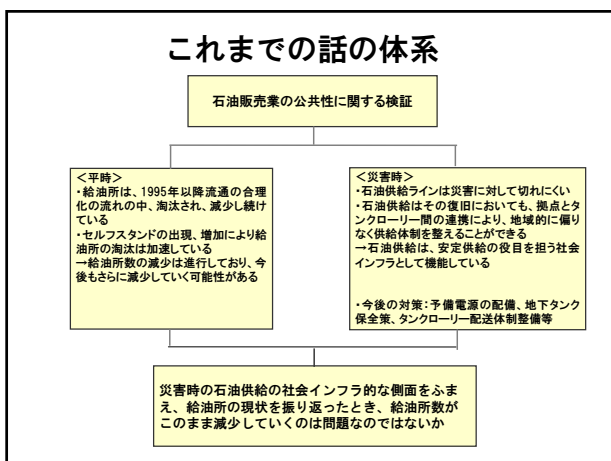 これまでの話の体系
石油販売業の公共性に関する検証
＜平時＞
・給油所は、1995年以降流通の合理
化の流れの中、淘汰され、減少し続け
ている
・セルフスタンドの出現、増加により給
油所の淘汰は加速している
→給油所数の減少は進行しており、今
後もさらに減少していく可能性がある
＜災害時＞
・石油供給ラインは災害に対して切れにくい
・石油供給はその復旧においても、拠点とタ
ンクローリー間の連携により、地域的に偏り
なく供給体制を整えることができる
→石油供給は、安定供給の役目を担う社会
インフラとして機能している
・今後の対策：予備電源の配備、地下タンク
保全策、タンクローリー配送体制整備等
災害時の石油供給の社会インフラ的な側面をふま
え、給油所の現状を振り返ったとき、給油所数が
このまま減少していくのは問題なのではないか